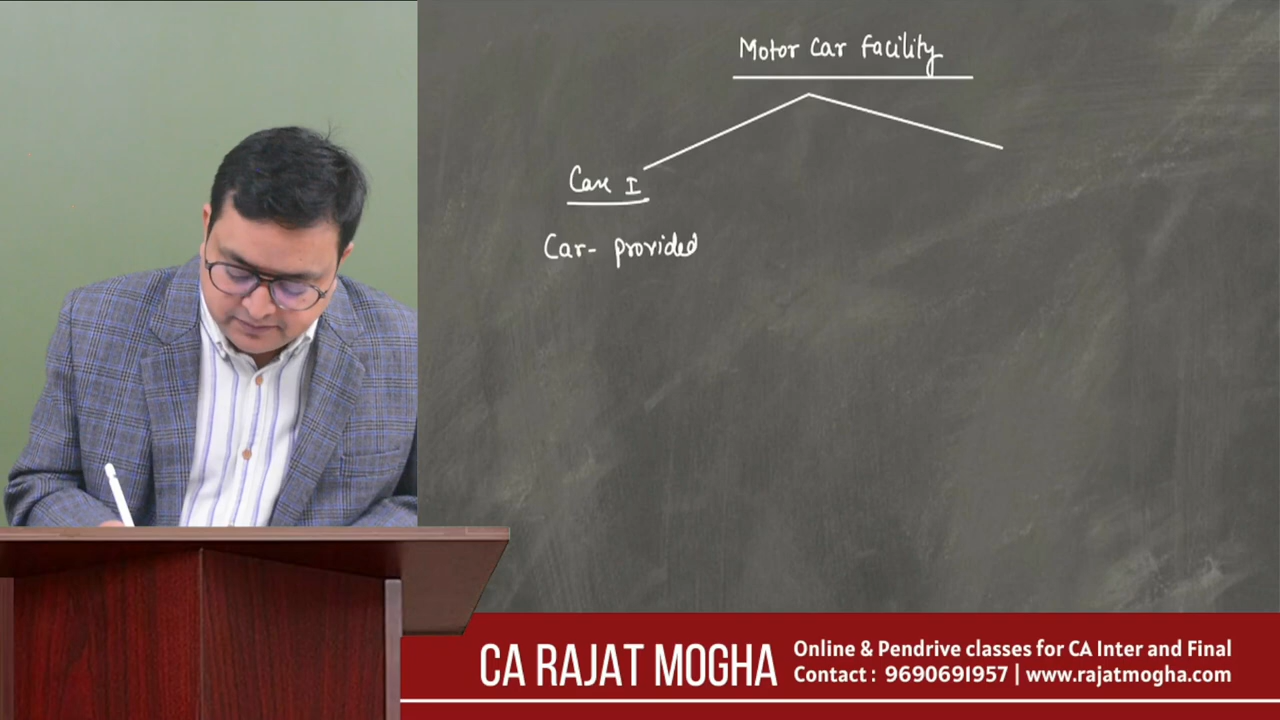 Motor Car Facility
Case I
Car- provided
CA RAJAT MOGHA
Online & Pendrive classes for CA Inter and Final
Contact : 9690691957 | www.rajatmogha.com